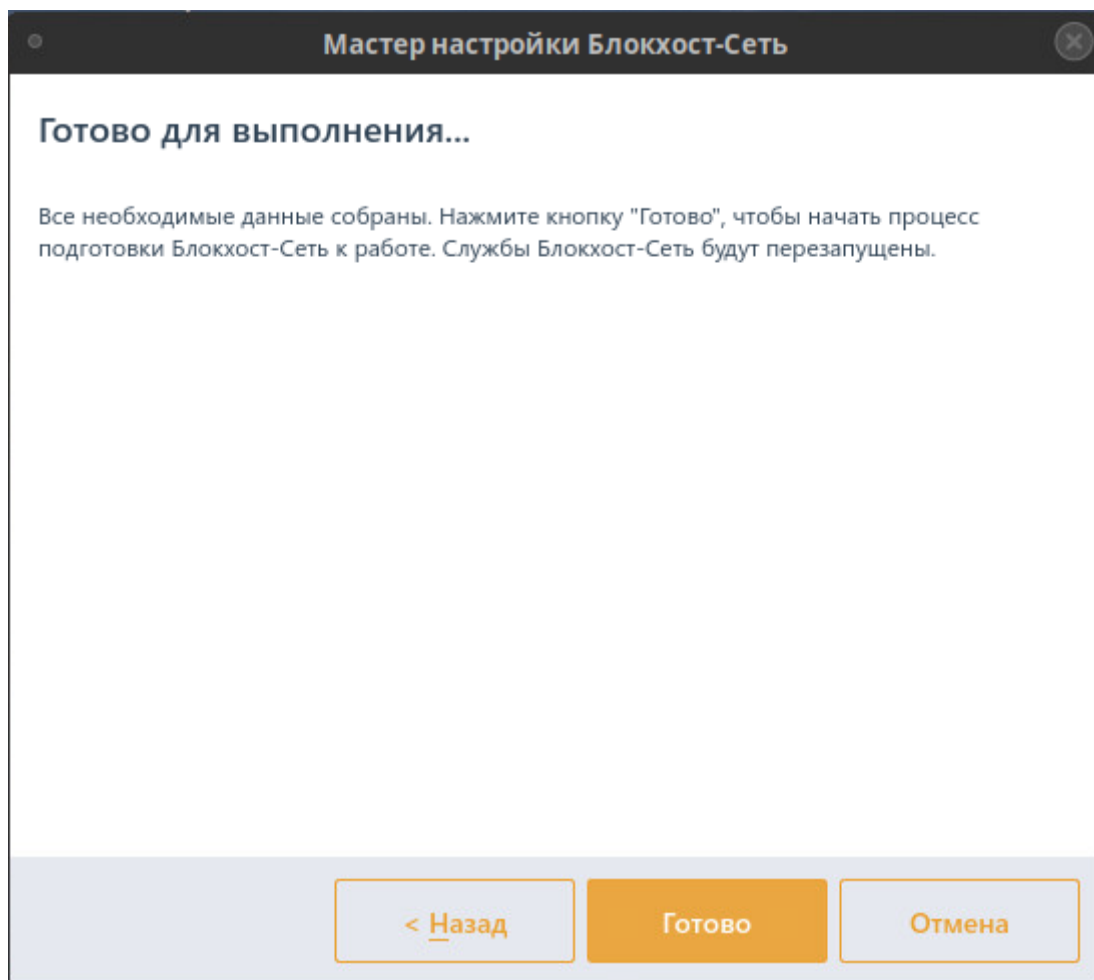 Мастер настройки Блокхост-Сеть
Готово для выполнения...
Все необходимые данные собраны. Нажмите кнопку "Готово", чтобы начать процесс
подготовки Блокхост-Сеть к работе. Службы Блокхост-Сеть будут перезапущены.
< Назад
Готово
Отмена